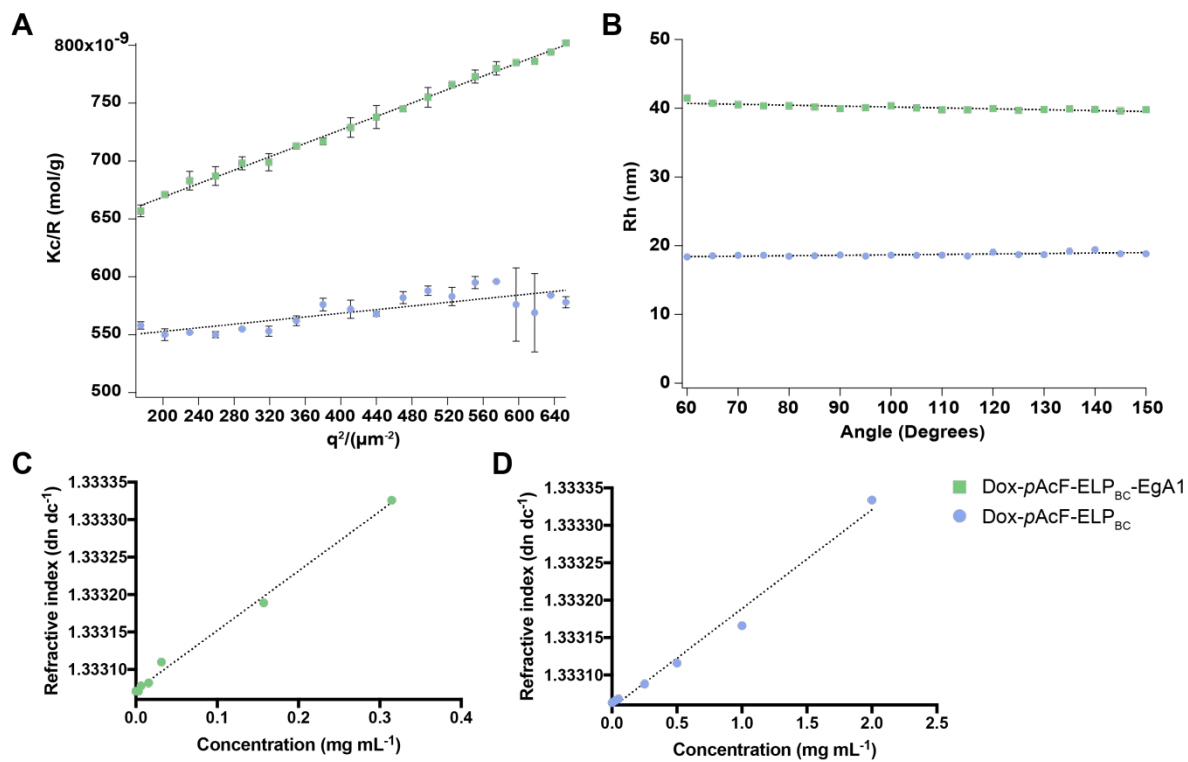 A
800x10⁻⁹
750
700
650
600
550
500
Kc/R (mol/g)
200 240 280 320 360 400 440 480 520 560 600 640
q²/(µm⁻²)
B
50
40
30
20
10
0
Rh (nm)
60 70 80 90 100 110 120 130 140 150
Angle (Degrees)
C
1.33335
1.33330
1.33325
1.33320
1.33315
1.33310
Refractive index (dn dc⁻¹)
0.0 0.1 0.2 0.3 0.4
Concentration (mg mL⁻¹)
D
1.33335
1.33330
1.33325
1.33320
1.33315
1.33310
Refractive index (dn dc⁻¹)
0.0 0.5 1.0 1.5 2.0 2.5
Concentration (mg mL⁻¹)
Dox-pAcF-ELP_BC-EgA1
Dox-pAcF-ELP_BC